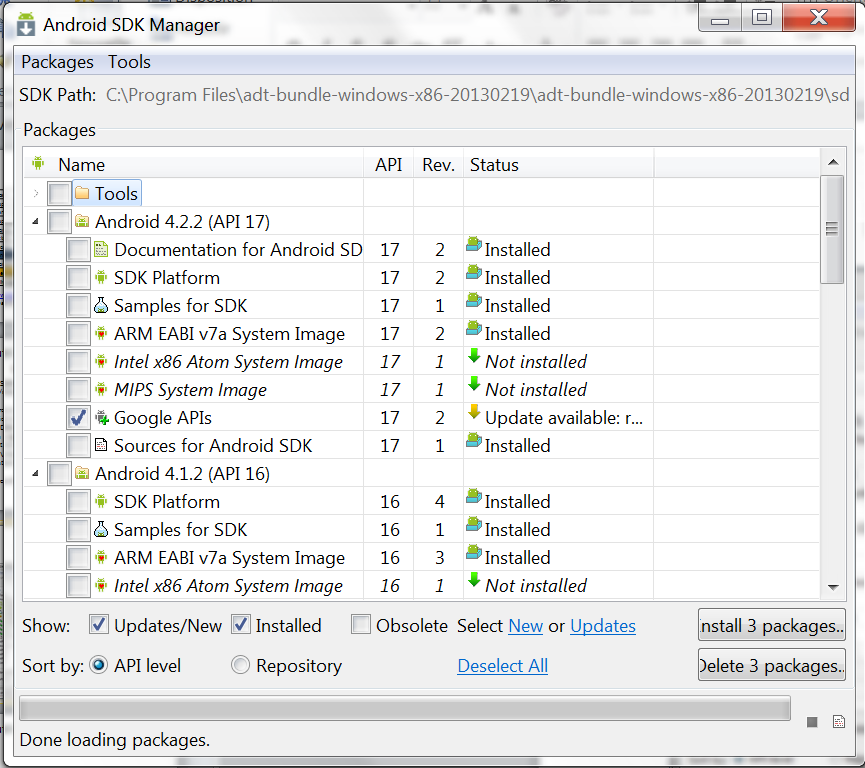 Android SDK Manager
Packages Tools
SDK Path: C:\Program Files\adt-bundle-windows-x86-20130219\adt-bundle-windows-x86-20130219\sd
Packages
Name API Rev. Status
Tools
Android 4.2.2 (API 17)
Documentation for Android SD 17 2 Installed
SDK Platform 17 2 Installed
Samples for SDK 17 1 Installed
ARM EABI v7a System Image 17 2 Installed
Intel x86 Atom System Image 17 1 Not installed
MIPS System Image 17 1 Not installed
Google APIs 17 2 Update available: r...
Sources for Android SDK 17 1 Installed
Android 4.1.2 (API 16)
SDK Platform 16 4 Installed
Samples for SDK 16 1 Installed
ARM EABI v7a System Image 16 3 Installed
Intel x86 Atom System Image 16 1 Not installed
Show: Updates/New Installed Obsolete Select New or Updates nstall 3 packages..
Sort by: API level Repository Deselect All Delete 3 packages..
Done loading packages.